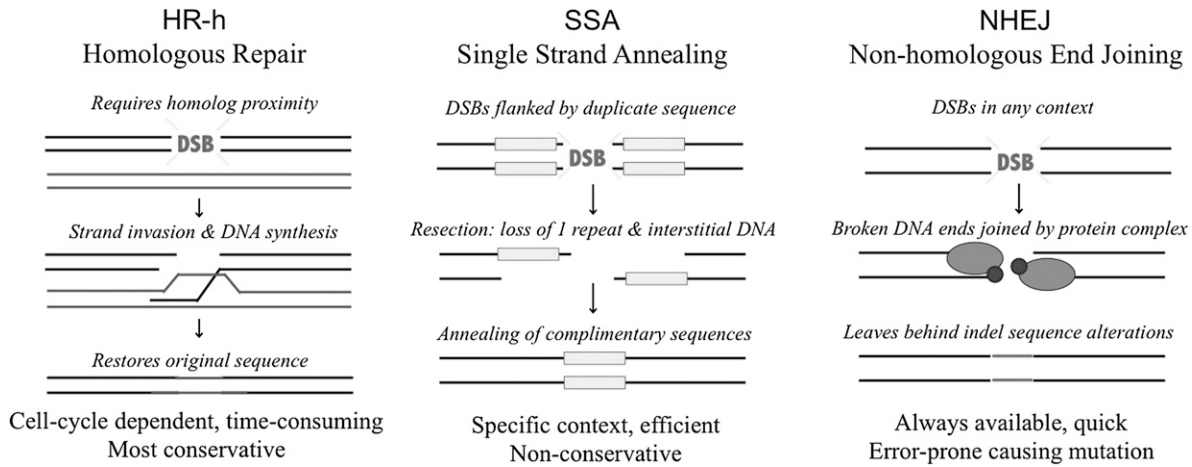 HR-h
Homologous Repair
Requires homolog proximity
DSB
Strand invasion & DNA synthesis
Restores original sequence
Cell-cycle dependent, time-consuming
Most conservative
SSA
Single Strand Annealing
DSBs flanked by duplicate sequence
DSB
Resection: loss of 1 repeat & interstitial DNA
Annealing of complimentary sequences
Specific context, efficient
Non-conservative
NHEJ
Non-homologous End Joining
DSBs in any context
DSB
Broken DNA ends joined by protein complex
Leaves behind indel sequence alterations
Always available, quick
Error-prone causing mutation